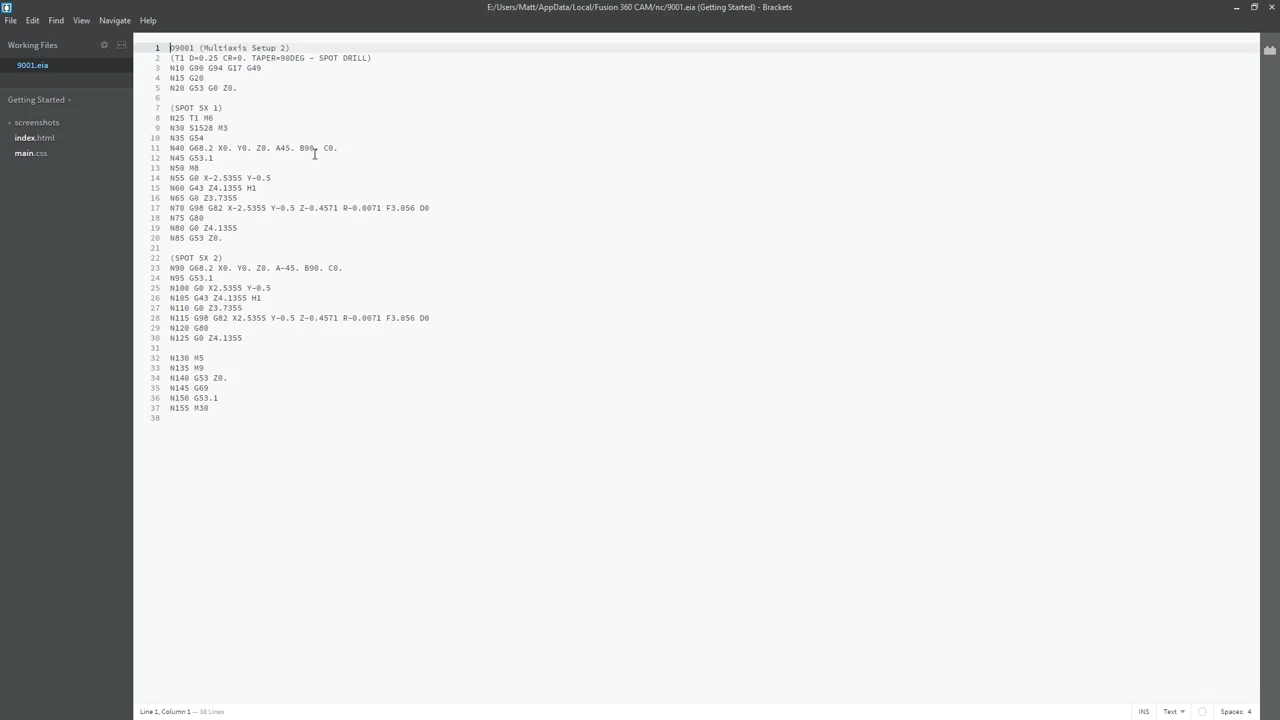 E:/Users/Matt/AppData/Local/Fusion 360 CAM/nc/9001.eia (Getting Started) - Brackets
File Edit Find View Navigate Help
Working Files
9001.eia
Getting Started
screenshots
index.html
main.css
1 O9001 (Multiaxis Setup 2)
2 (T1 D=0.25 CR=0. TAPER=90DEG - SPOT DRILL)
3 N10 G90 G94 G17 G49
4 N15 G20
5 N20 G53 G0 Z0.
6
7 (SPOT 5X 1)
8 N25 T1 M6
9 N30 S1528 M3
10 N35 G54
11 N40 G68.2 X0. Y0. Z0. A45. B90. C0.
12 N45 G53.1
13 N50 M8
14 N55 G0 X-2.5355 Y-0.5
15 N60 G43 Z4.1355 H1
16 N65 G0 Z3.7355
17 N70 G98 G82 X-2.5355 Y-0.5 Z-0.4571 R-0.0071 F3.056 D0
18 N75 G80
19 N80 G0 Z4.1355
20 N85 G53 Z0.
21
22 (SPOT 5X 2)
23 N90 G68.2 X0. Y0. Z0. A-45. B90. C0.
24 N95 G53.1
25 N100 G0 X2.5355 Y-0.5
26 N105 G43 Z4.1355 H1
27 N110 G0 Z3.7355
28 N115 G98 G82 X2.5355 Y-0.5 Z-0.4571 R-0.0071 F3.056 D0
29 N120 G80
30 N125 G0 Z4.1355
31
32 N130 M5
33 N135 M9
34 N140 G53 Z0.
35 N145 G69
36 N150 G53.1
37 N155 M30
38
Line 1, Column 1 — 38 Lines
INS Text Spaces: 4